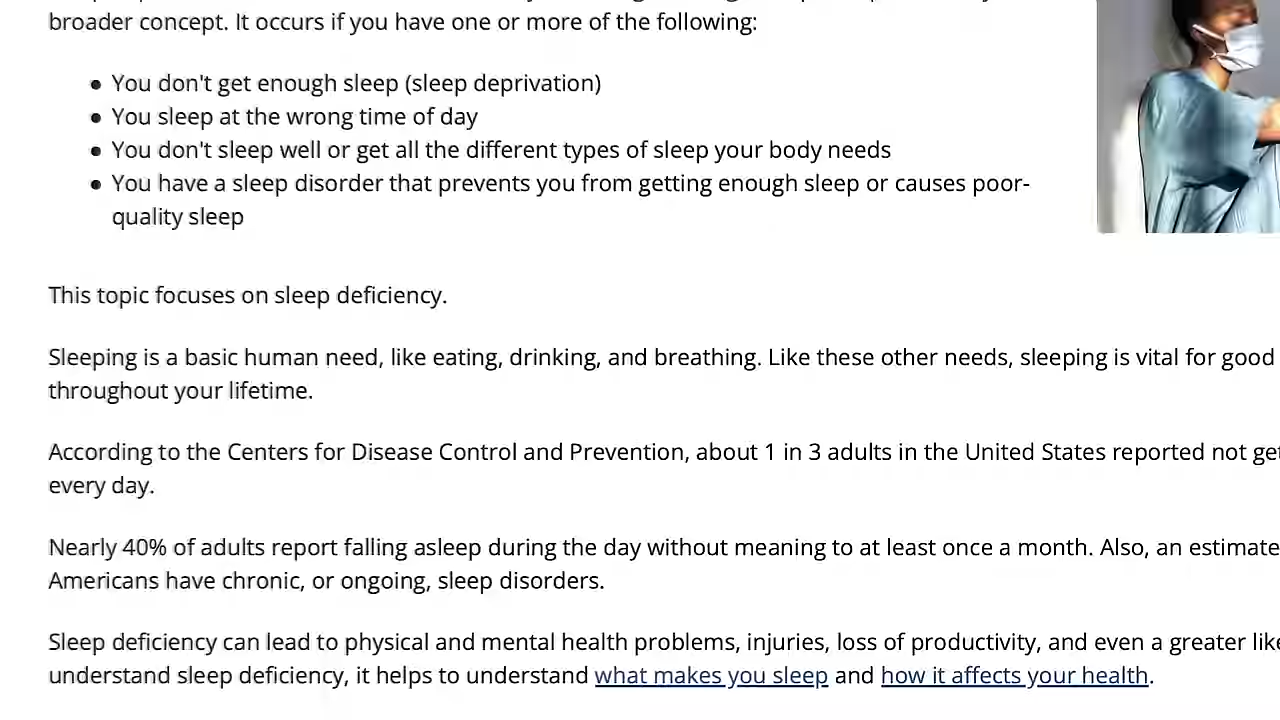 broader concept. It occurs if you have one or more of the following:
● You don't get enough sleep (sleep deprivation)
● You sleep at the wrong time of day
● You don't sleep well or get all the different types of sleep your body needs
● You have a sleep disorder that prevents you from getting enough sleep or causes poor-
quality sleep
This topic focuses on sleep deficiency.
Sleeping is a basic human need, like eating, drinking, and breathing. Like these other needs, sleeping is vital for good
throughout your lifetime.
According to the Centers for Disease Control and Prevention, about 1 in 3 adults in the United States reported not
every day.
Nearly 40% of adults report falling asleep during the day without meaning to at least once a month. Also, an
Americans have chronic, or ongoing, sleep disorders.
Sleep deficiency can lead to physical and mental health problems, injuries, loss of productivity, and even a greater
understand sleep deficiency, it helps to understand what makes you sleep and how it affects your health.